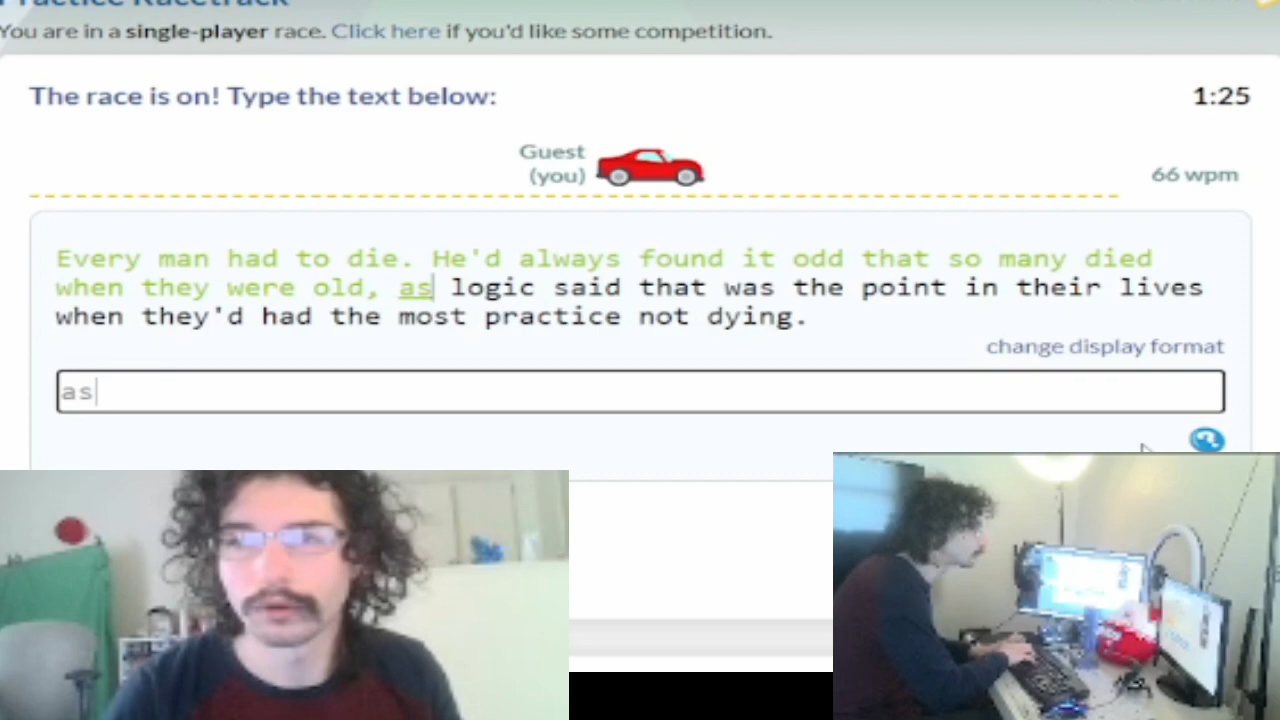 Practice Racetrack
You are in a single-player race. Click here if you'd like some competition.
The race is on! Type the text below:
1:25
Guest
(you)
66 wpm
Every man had to die. He'd always found it odd that so many died
when they were old, as logic said that was the point in their lives
when they'd had the most practice not dying.
change display format
as